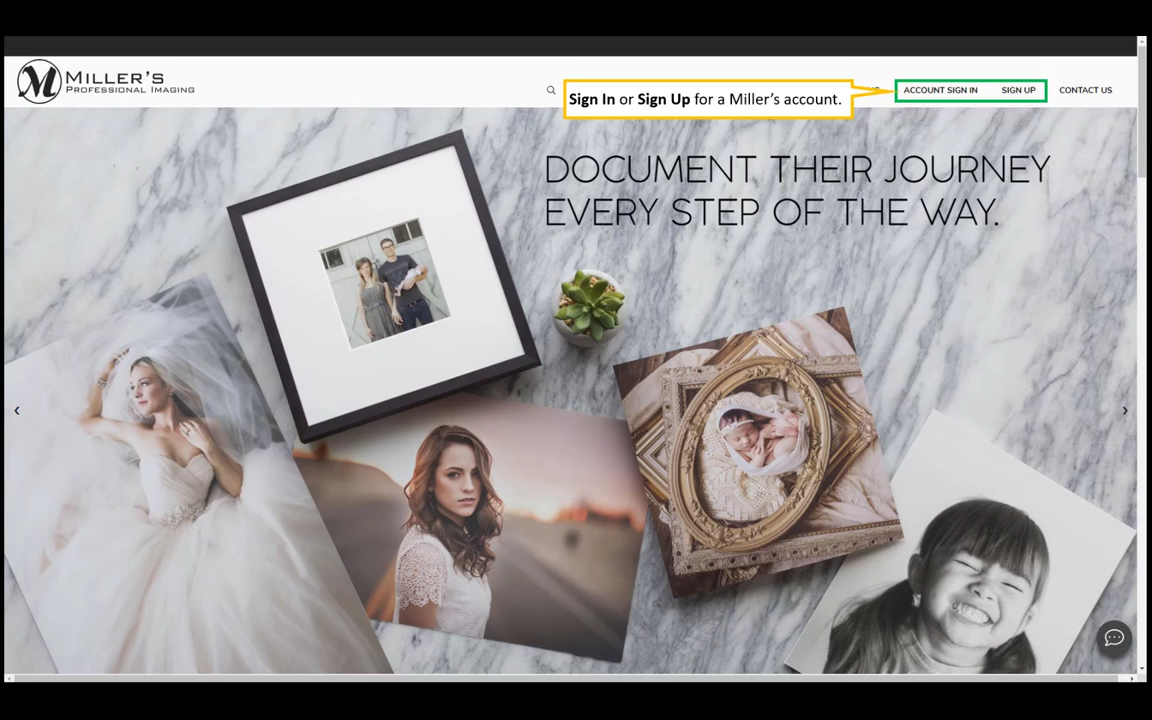 MILLER'S
PROFESSIONAL IMAGING
Sign In or Sign Up for a Miller's account.
ACCOUNT SIGN IN SIGN UP CONTACT US
DOCUMENT THEIR JOURNEY
EVERY STEP OF THE WAY.